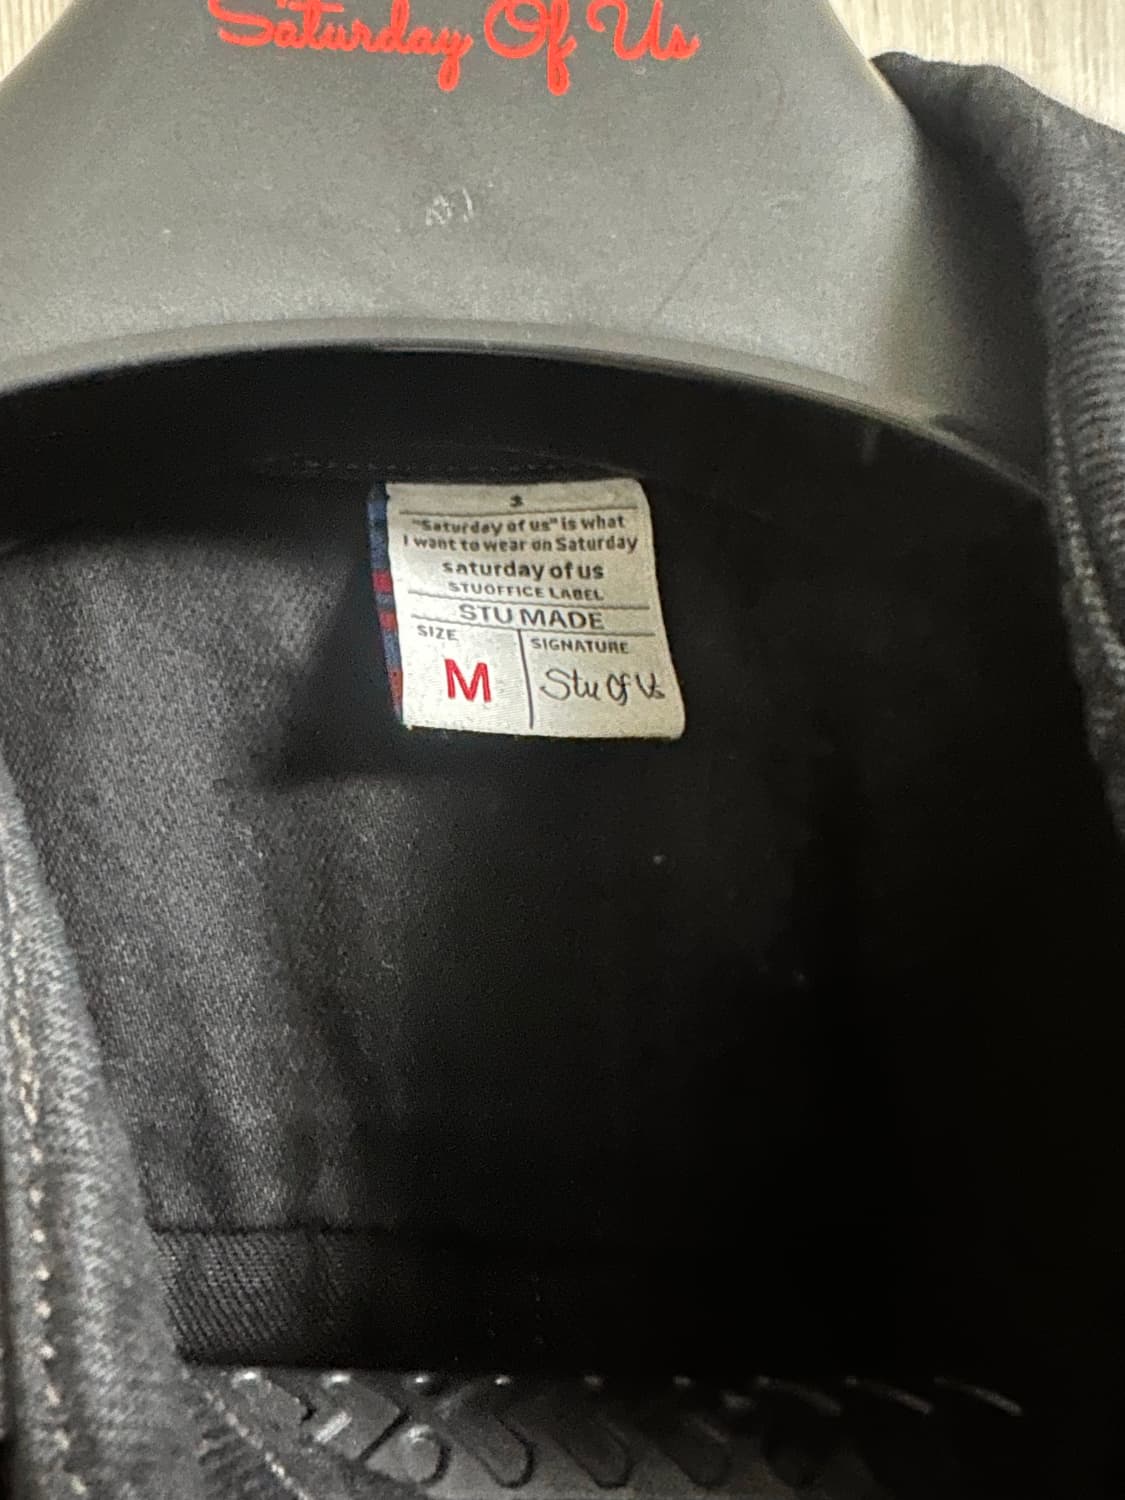 Saturday Of Us
"Saturday of us" is what
I want to wear on Saturday
saturday of us
STUOFFICE LABEL
STU MADE
SIZE
M
SIGNATURE
Stu Of Us